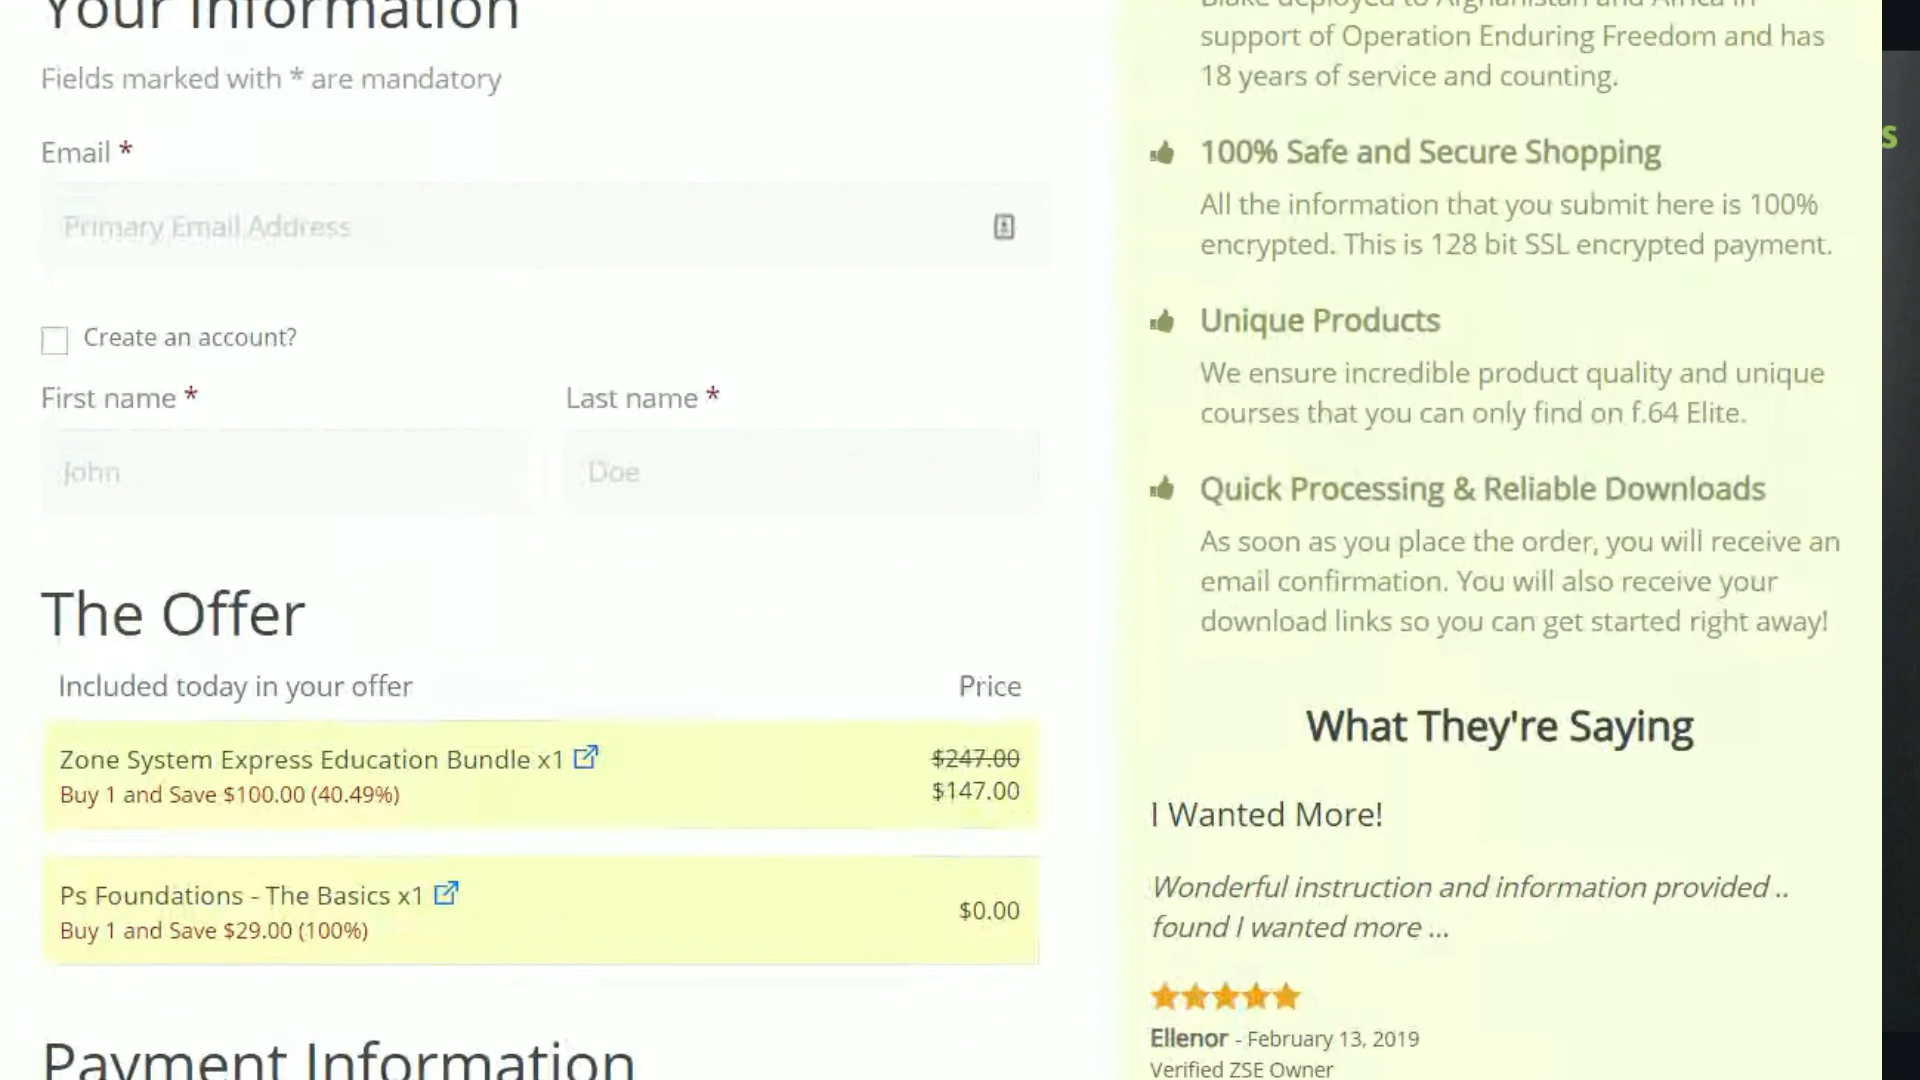 Your Information
Fields marked with * are mandatory
Email *
Primary Email Address
Create an account?
First name *
Last name *
John
Doe
The Offer
Included today in your offer
Price
Zone System Express Education Bundle x1
$247.00
Buy 1 and Save $100.00 (40.49%)
$147.00
Ps Foundations - The Basics x1
$0.00
Buy 1 and Save $29.00 (100%)
Payment Information
Blake deployed to Afghanistan and Africa in
support of Operation Enduring Freedom and has
18 years of service and counting.
100% Safe and Secure Shopping
All the information that you submit here is 100%
encrypted. This is 128 bit SSL encrypted payment.
Unique Products
We ensure incredible product quality and unique
courses that you can only find on f.64 Elite.
Quick Processing & Reliable Downloads
As soon as you place the order, you will receive an
email confirmation. You will also receive your
download links so you can get started right away!
What They're Saying
I Wanted More!
Wonderful instruction and information provided ..
found I wanted more ...
Ellenor - February 13, 2019
Verified ZSE Owner
s